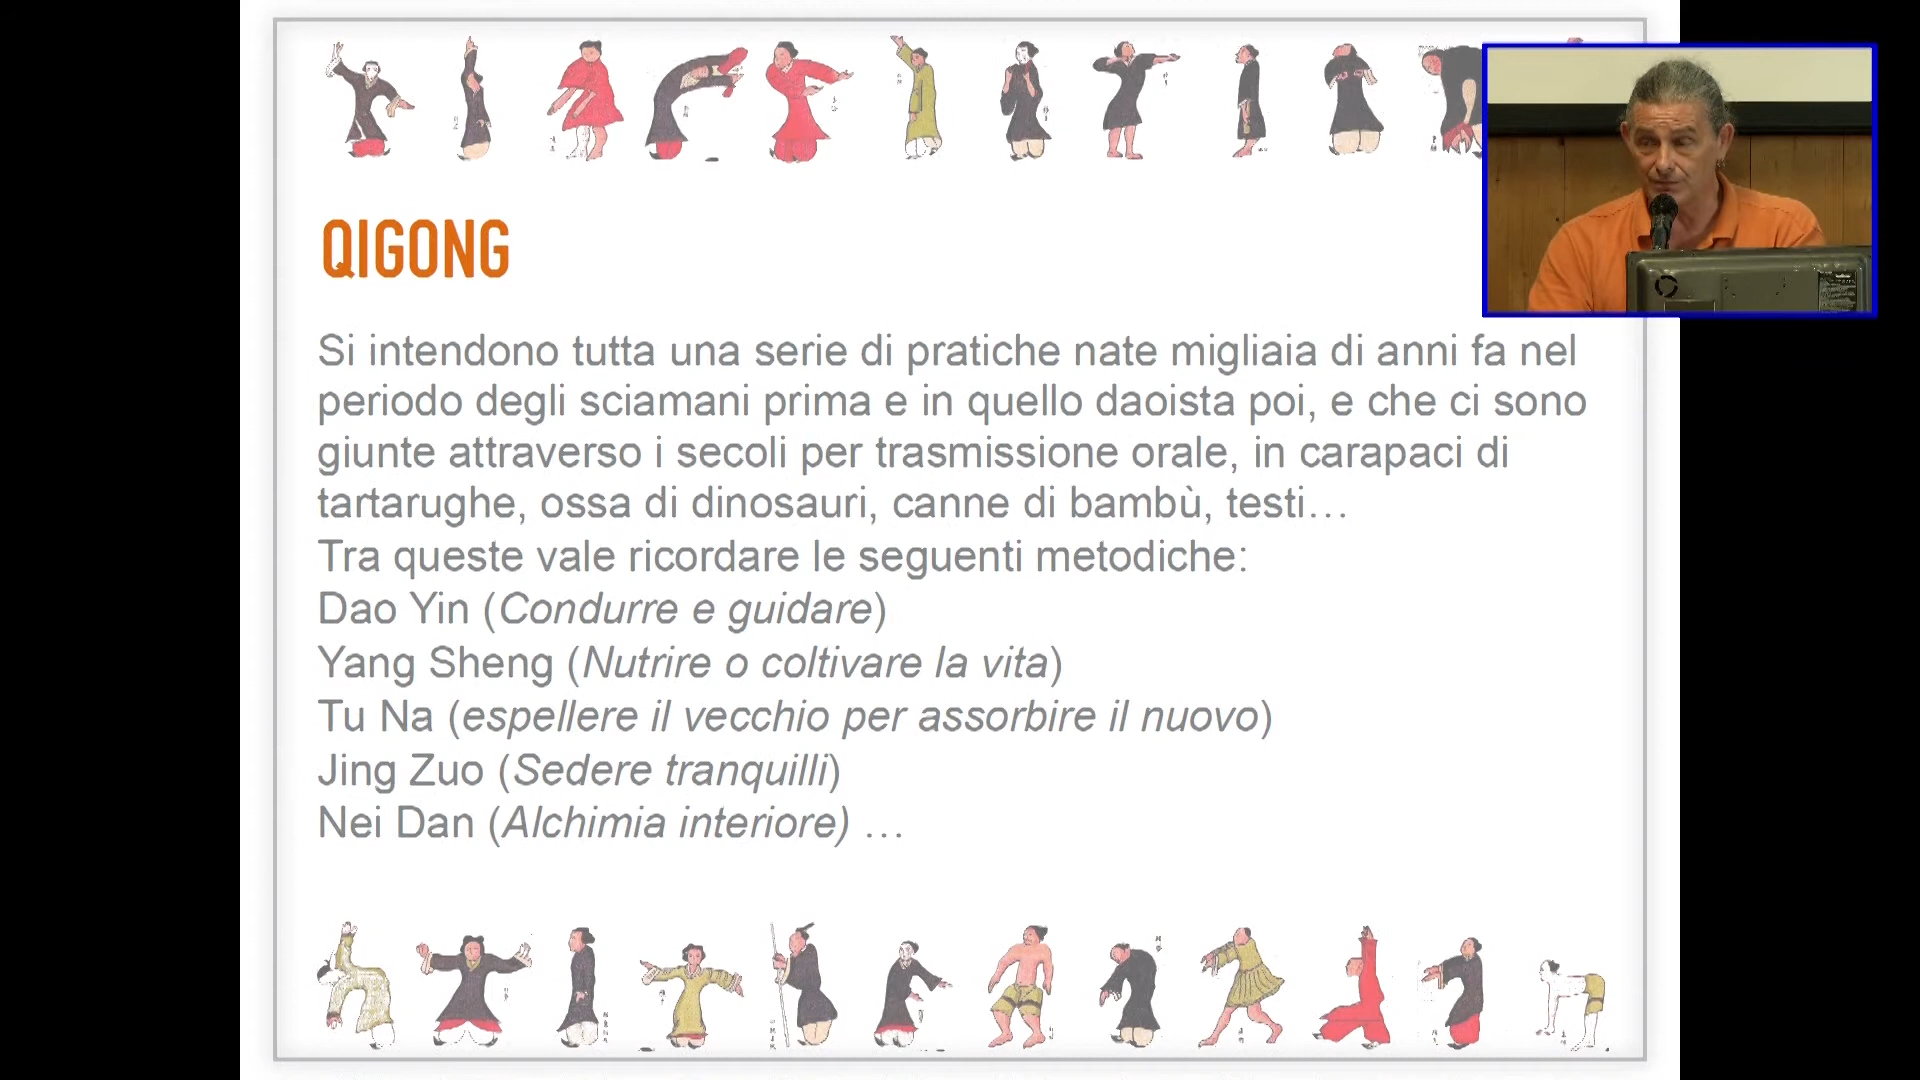 QIGONG
Si intendono tutta una serie di pratiche nate migliaia di anni fa nel
periodo degli sciamani prima e in quello daoista poi, e che ci sono
giunte attraverso i secoli per trasmissione orale, in carapaci di
tartarughe, ossa di dinosauri, canne di bambù, testi…
Tra queste vale ricordare le seguenti metodiche:
Dao Yin (Condurre e guidare)
Yang Sheng (Nutrire o coltivare la vita)
Tu Na (espellere il vecchio per assorbire il nuovo)
Jing Zuo (Sedere tranquilli)
Nei Dan (Alchimia interiore) …